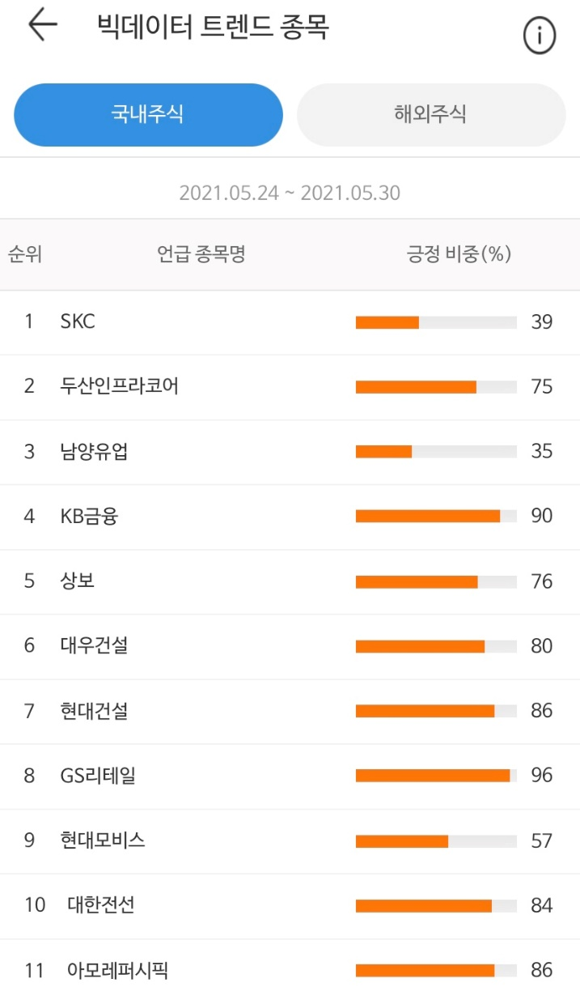 빅데이터 트렌드 종목
국내주식 해외주식
2021.05.24 ~ 2021.05.30
순위 언급 종목명 긍정 비중(%)
1 SKC 39
2 두산인프라코어 75
3 남양유업 35
4 KB금융 90
5 상보 76
6 대우건설 80
7 현대건설 86
8 GS리테일 96
9 현대모비스 57
10 대한전선 84
11 아모레퍼시픽 86